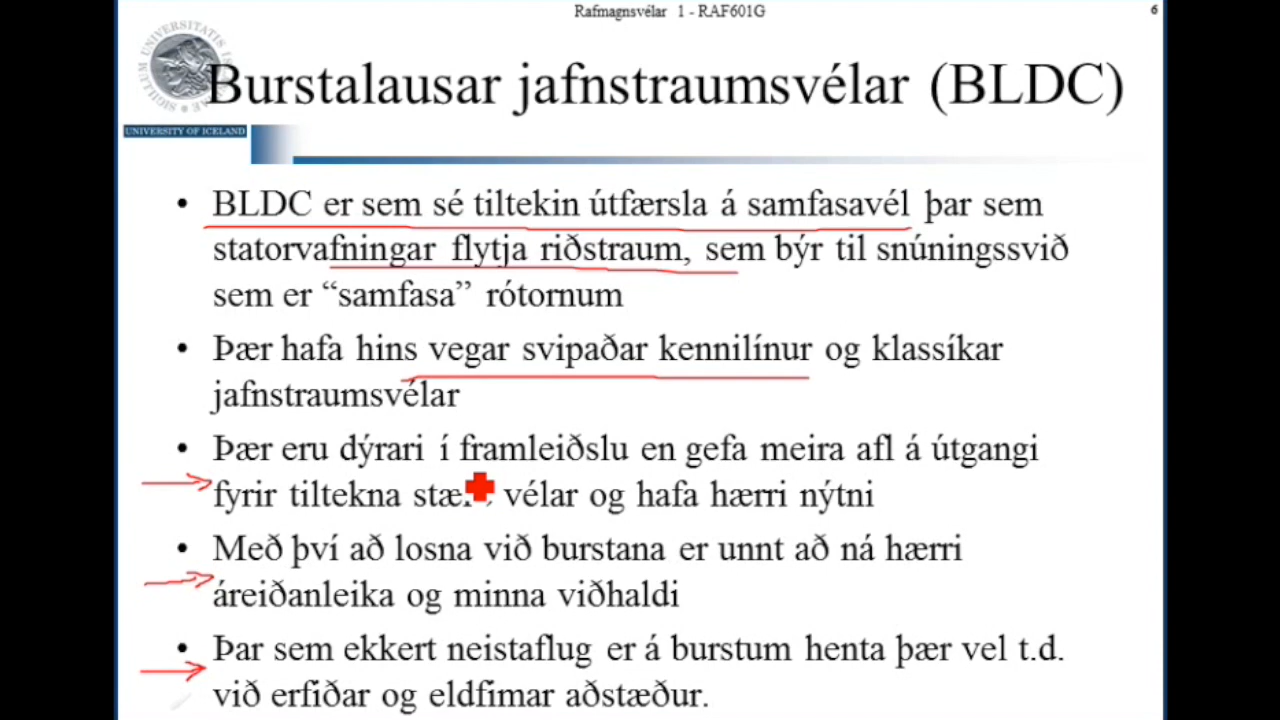 Rafmagnsvélar 1 - RAF601G
6
Burstalausar jafnstraumsvélar (BLDC)
UNIVERSITY OF ICELAND
• BLDC er sem sé tiltekin útfærsla á samfasavél þar sem
statorvafningar flytja riðstraum, sem býr til snúningssvið
sem er “samfasa” rótornum
• Þær hafa hins vegar svipaðar kennilínur og klassíkar
jafnstraumsvélar
• Þær eru dýrari í framleiðslu en gefa meira afl á útgangi
fyrir tiltekna vélar og hafa hærri nýtni
• Með því að losna við burstana er unnt að ná hærri
áreiðanleika og minna viðhaldi
• Þar sem ekkert neistaflug er á burstum henta þær vel t.d.
við erfiðar og eldfimar aðstæður.